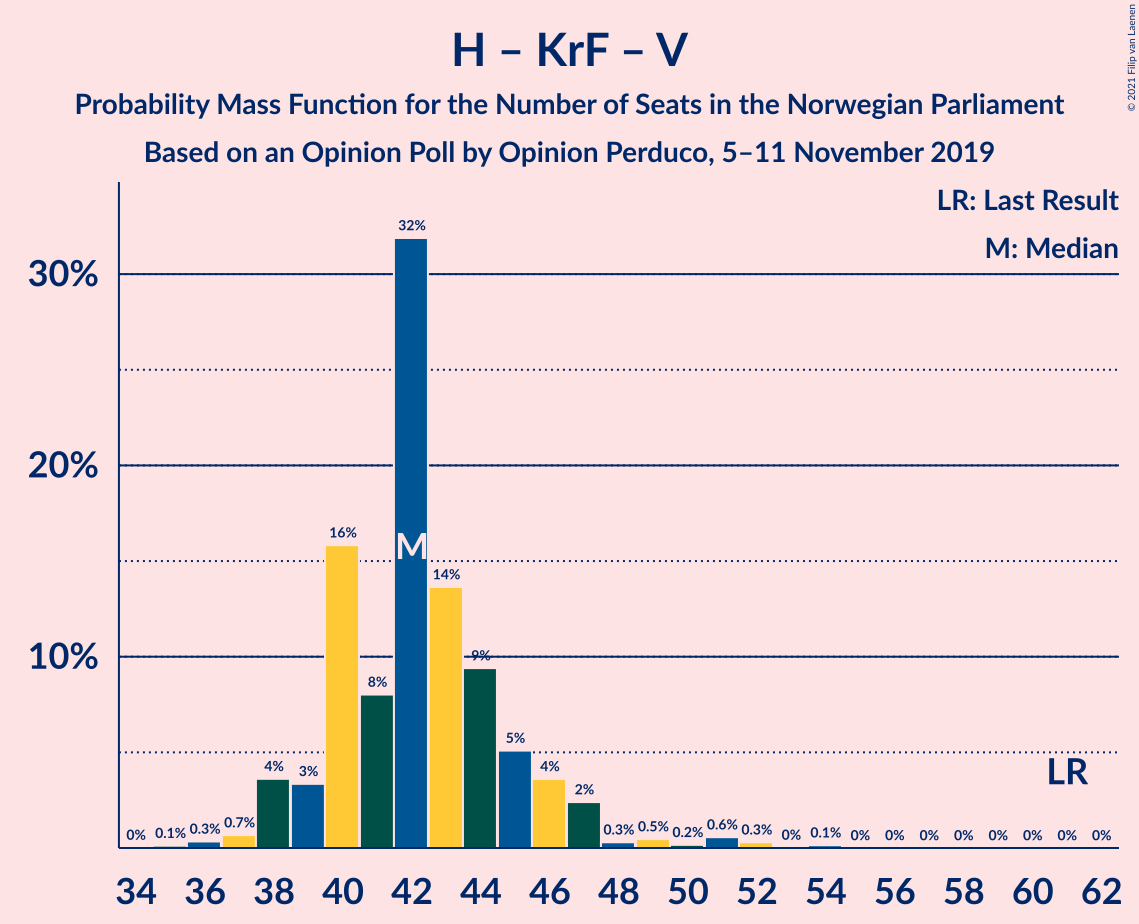 H – KrF – V
Probability Mass Function for the Number of Seats in the Norwegian Parliament
Based on an Opinion Poll by Opinion Perduco, 5–11 November 2019
© 2021 Filip van Laenen
LR: Last Result
M: Median
30%
20%
10%
0% 0.1% 0.3% 0.7% 4% 3% 16% 8% 32% 14% 9% 5% 4% 2% 0.3% 0.5% 0.2% 0.6% 0.3% 0% 0.1% 0% 0% 0% 0% 0% 0% 0% 0%
M
LR
34 36 38 40 42 44 46 48 50 52 54 56 58 60 62